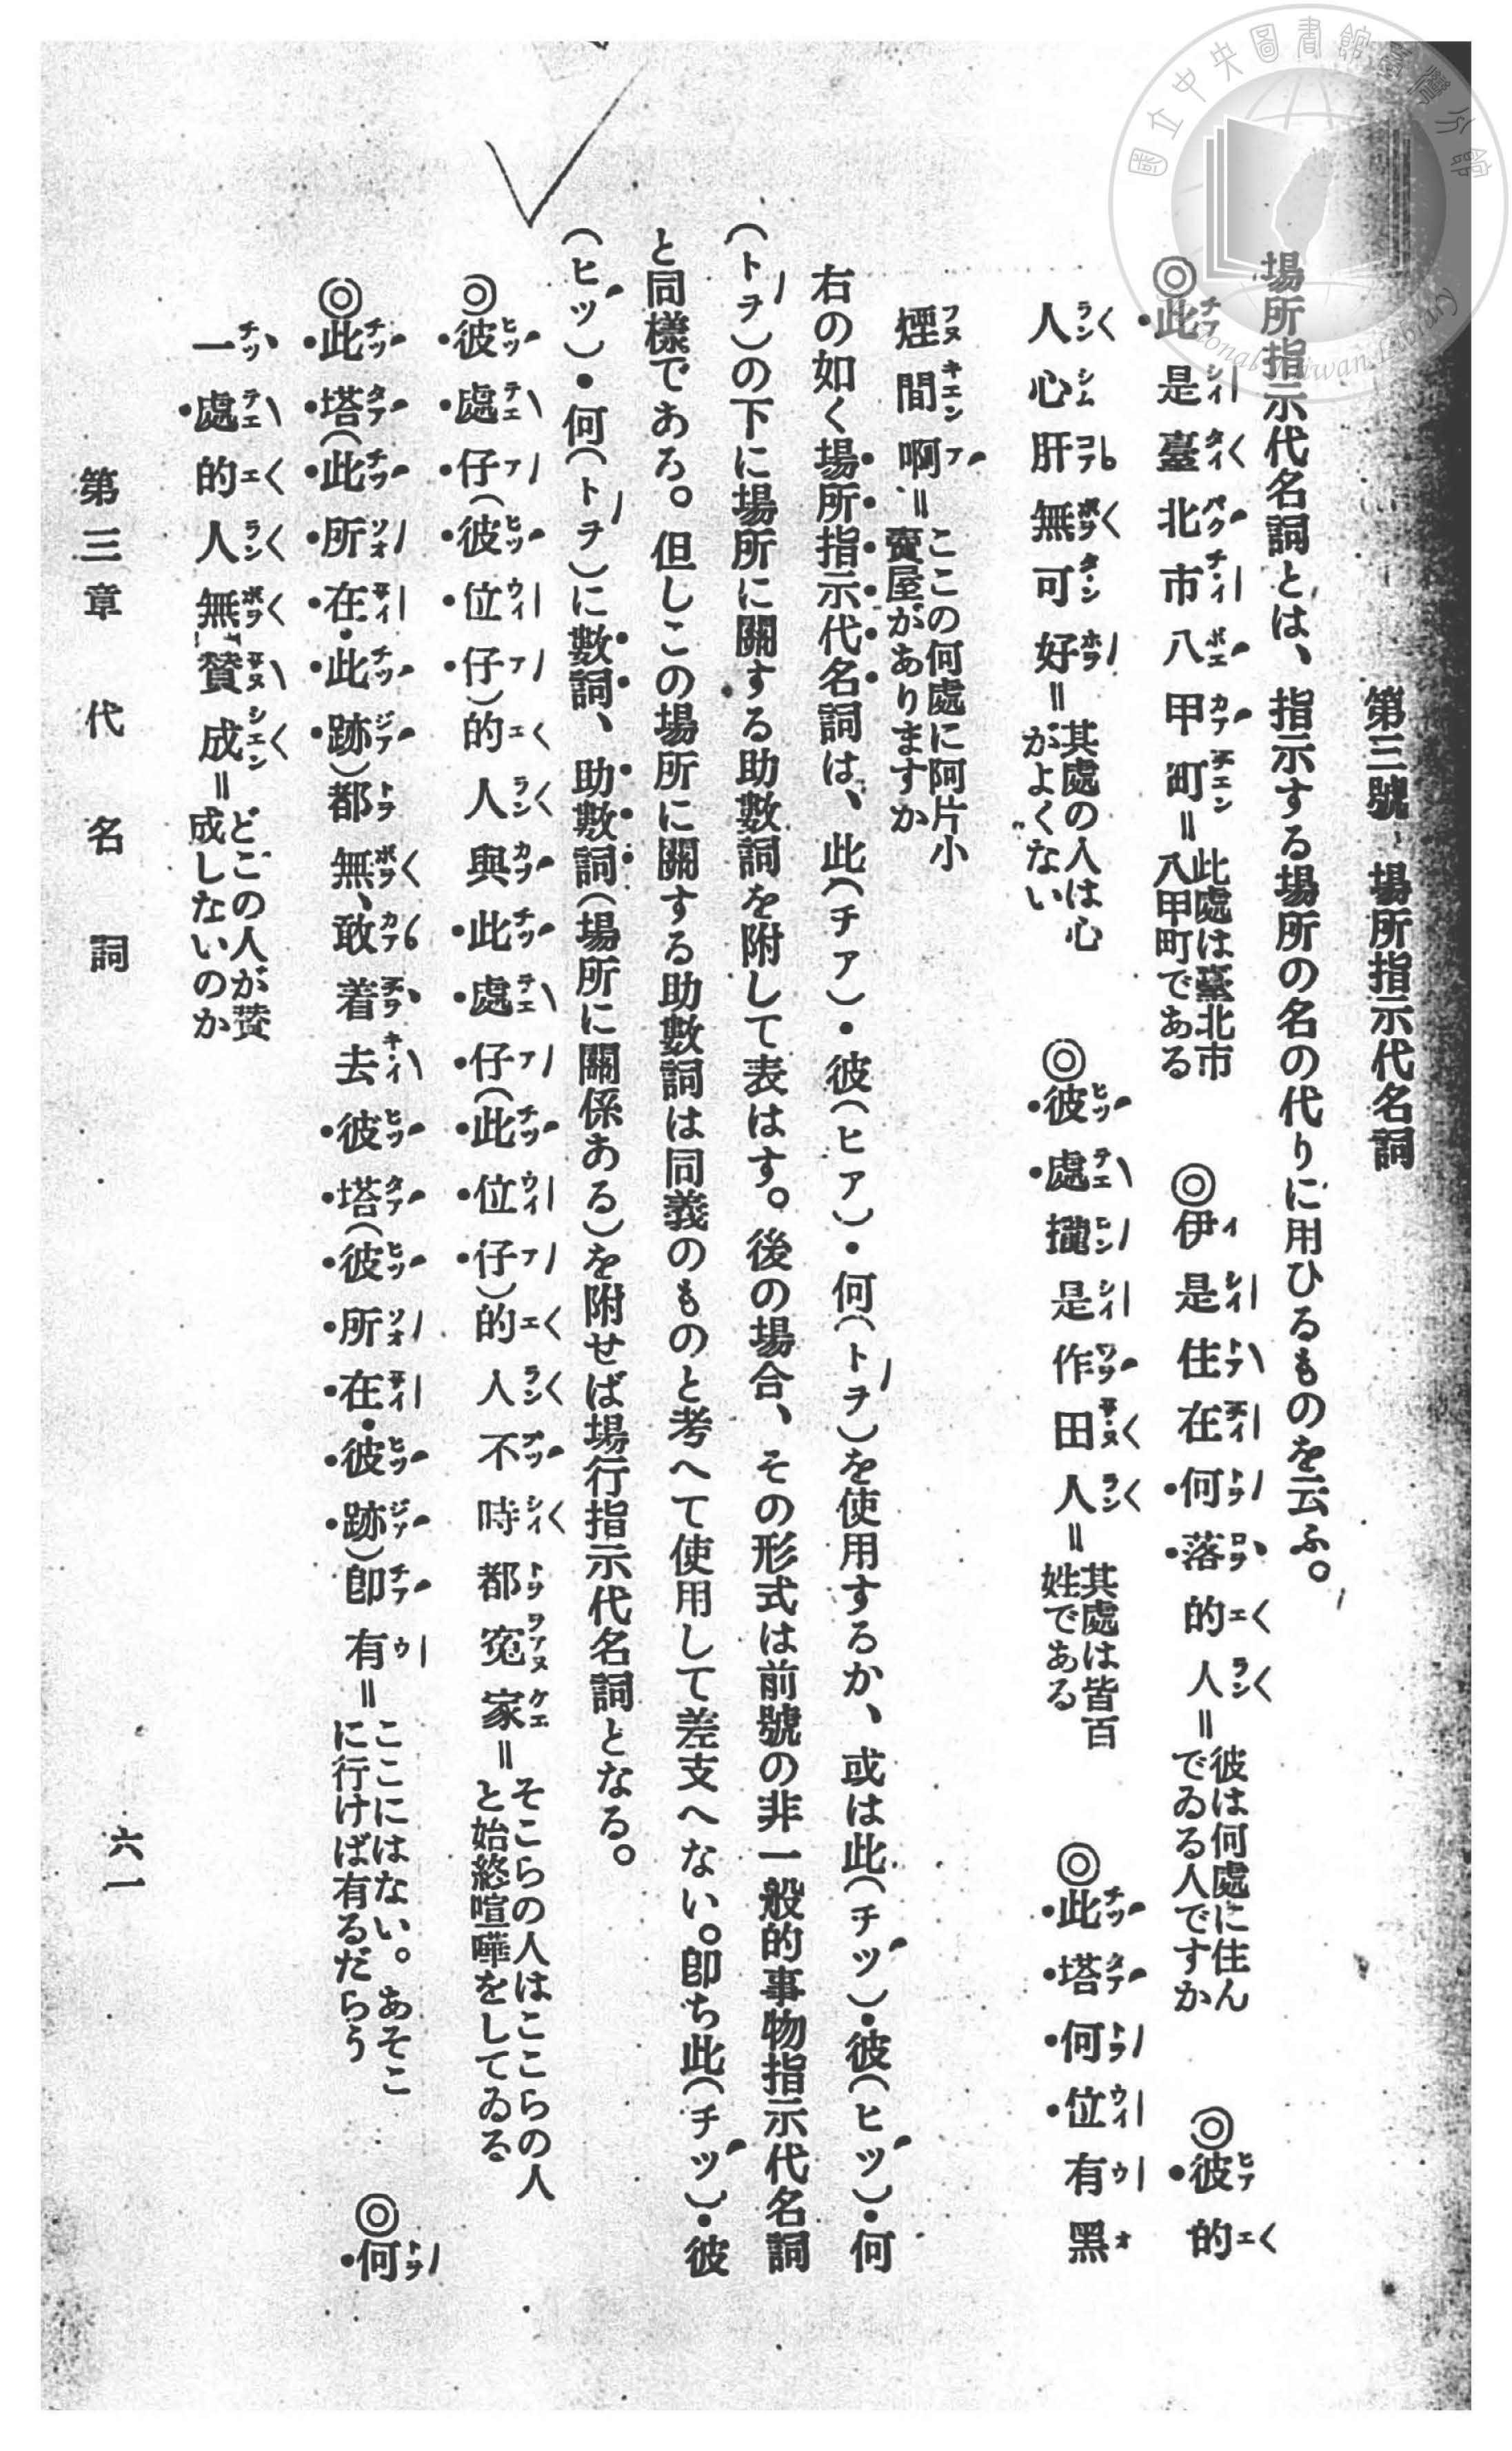 第三號 場所指示代名詞
場所指示代名詞とは、指示する場所の名の代りに用ひるものを云ふ。
◎此是臺北市八甲町＝此處は臺北市八甲町である ◎伊是住在何落的人＝彼は何處に住んでゐる人ですか ◎彼的
人心肝無可好＝其處の人は心がよくない ◎彼處攏是作田人＝其處は皆百姓である ◎此塔何位有黑
煙間啊＝ここの何處に阿片小賣屋がありますか
右の如く場所指示代名詞は、此(チア)・彼(ヒア)・何(トヲ)を使用するか、或は此(チッ)・彼(ヒッ)・何
(トヲ)の下に場所に關する助數詞を附して表はす。後の場合、その形式は前號の非一般的事物指示代名詞
と同樣である。但しこの場所に關する助數詞は同義のものと考へて使用して差支へない。卽ち此(チッ)・彼
(ヒッ)・何(トヲ)に數詞、助數詞(場所に關係ある)を附せば場行指示代名詞となる。
◎彼處仔(彼位仔)的人與此處仔(此位仔)的人不時都寃家＝そこらの人はここらの人と始終喧嘩をしてゐる
◎此塔(此所在・此跡)都無、敢着去彼塔(彼所在・彼跡)卽有＝ここにはない。あそこに行けば有るだらう ◎何
一處的人無贊成＝どこの人が贊成しないのか
第三章 代名詞
六一
國立中央圖書館臺灣分館
National Taiwan Library